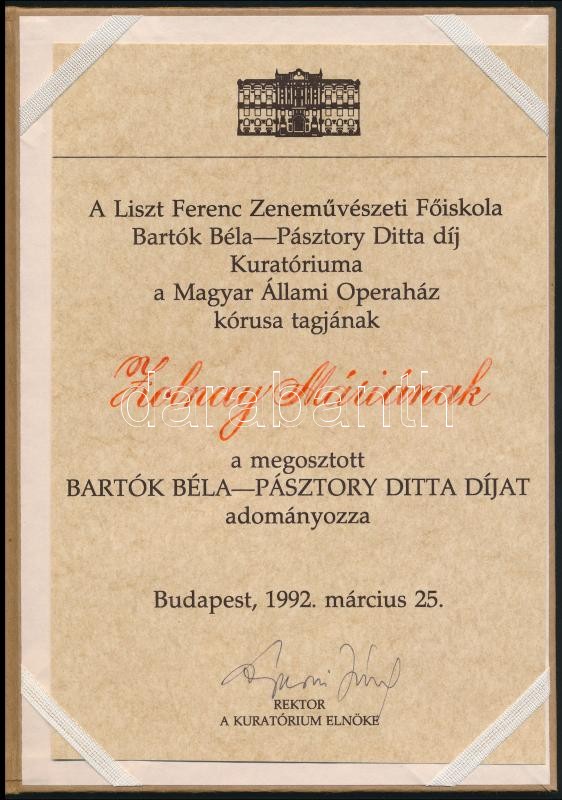 A Liszt Ferenc Zeneművészeti Főiskola
Bartók Béla—Pásztory Ditta díj
Kuratóriuma
a Magyar Állami Operaház
kórusa tagjának
Zolnay Máriának
darabanth
a megosztott
BARTÓK BÉLA—PÁSZTORY DITTA DÍJAT
adományozza
Budapest, 1992. március 25.
REKTOR
A KURATÓRIUM ELNÖKE